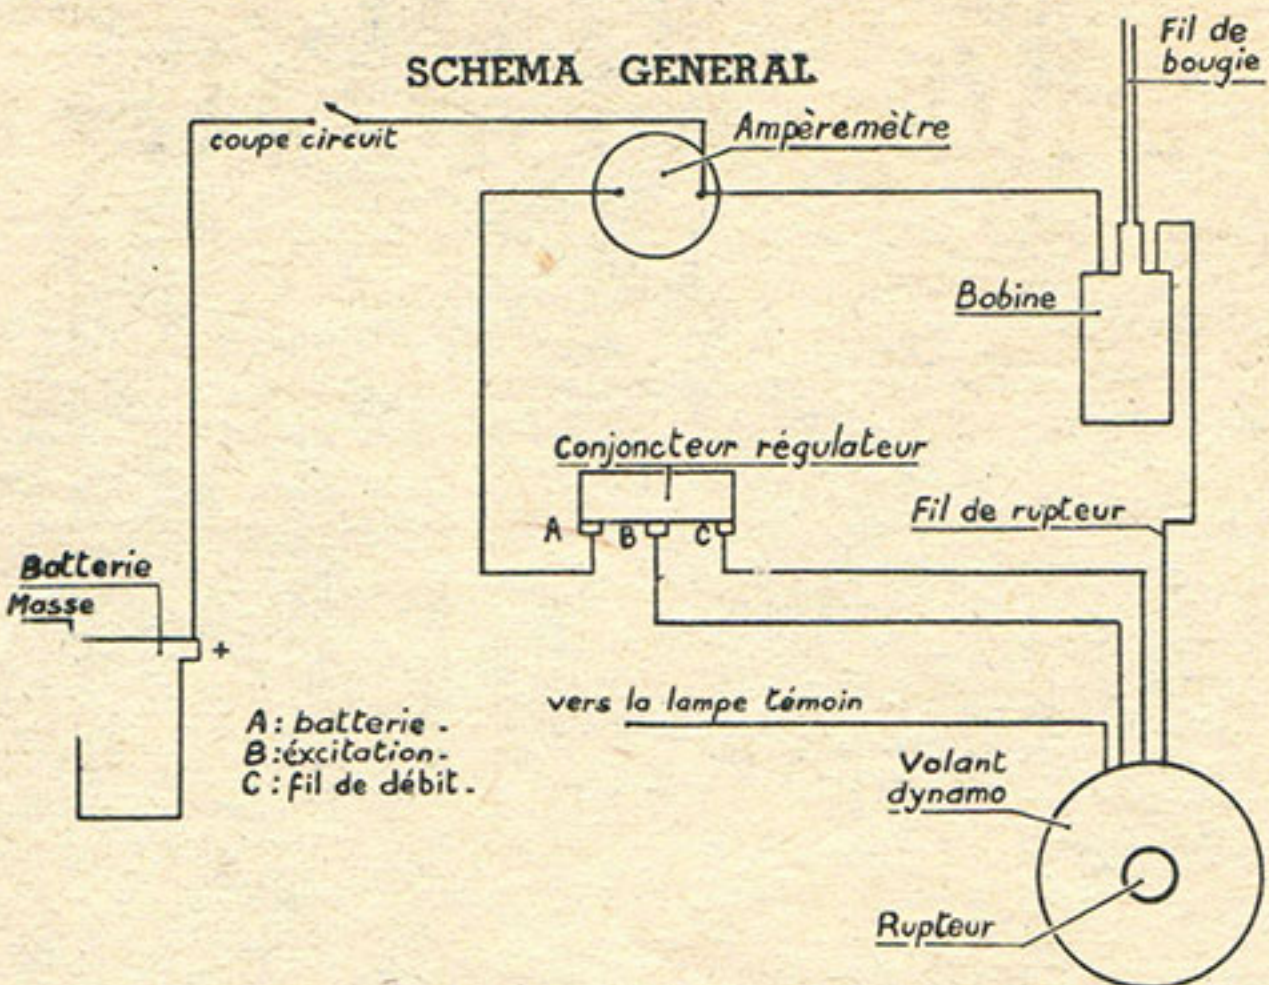 SCHEMA GENERAL
Fil de
bougie
coupe circuit
Ampèremètre
Bobine
Conjoncteur régulateur
A
B
C
Fil de rupteur
Batterie
Masse
+
A: batterie.
B: éxcitation.
C: fil de débit.
vers la lampe témoin
Volant
dynamo
Rupteur